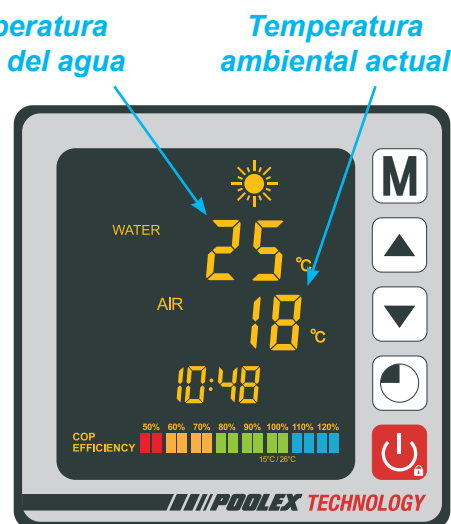 peratura
del agua
Temperatura
ambiental actual
M
WATER 25 °C
AIR 18 °C
10:48
50% 60% 70% 80% 90% 100% 110% 120%
COP
EFFICIENCY
15°C / 26°C
POOLEX TECHNOLOGY